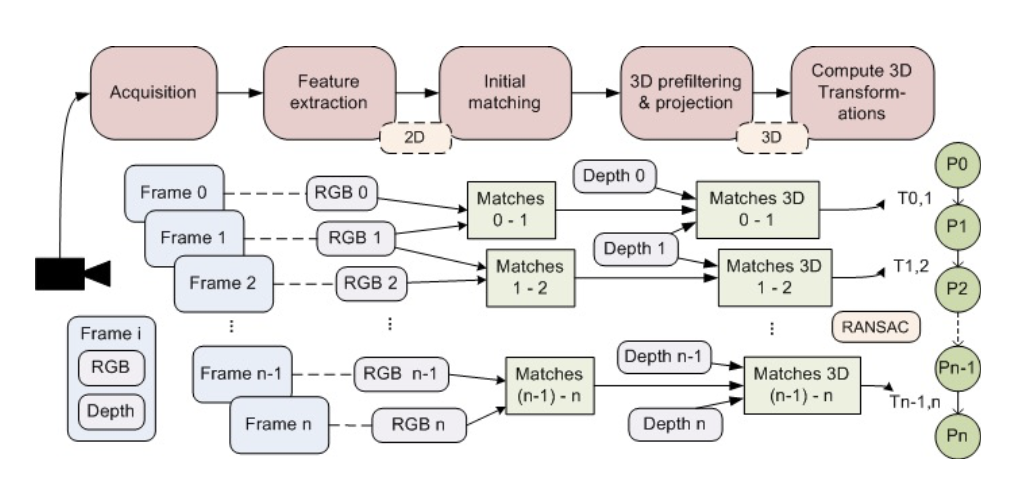 Acquisition
Feature
extraction
Initial
matching
3D prefiltering
& projection
Compute 3D
Transform-
ations
2D
3D
Frame 0
RGB 0
Matches
0 - 1
Depth 0
Matches 3D
0 - 1
T0,1
P0
Frame 1
RGB 1
Depth 1
P1
Frame 2
RGB 2
Matches
1 - 2
Matches 3D
1 - 2
T1,2
P2
...
...
...
RANSAC
Frame i
RGB
Depth
Frame n-1
RGB n-1
Matches
(n-1) - n
Depth n-1
Matches 3D
(n-1) - n
Pn-1
Tn-1,n
Frame n
RGB n
Depth n
Pn